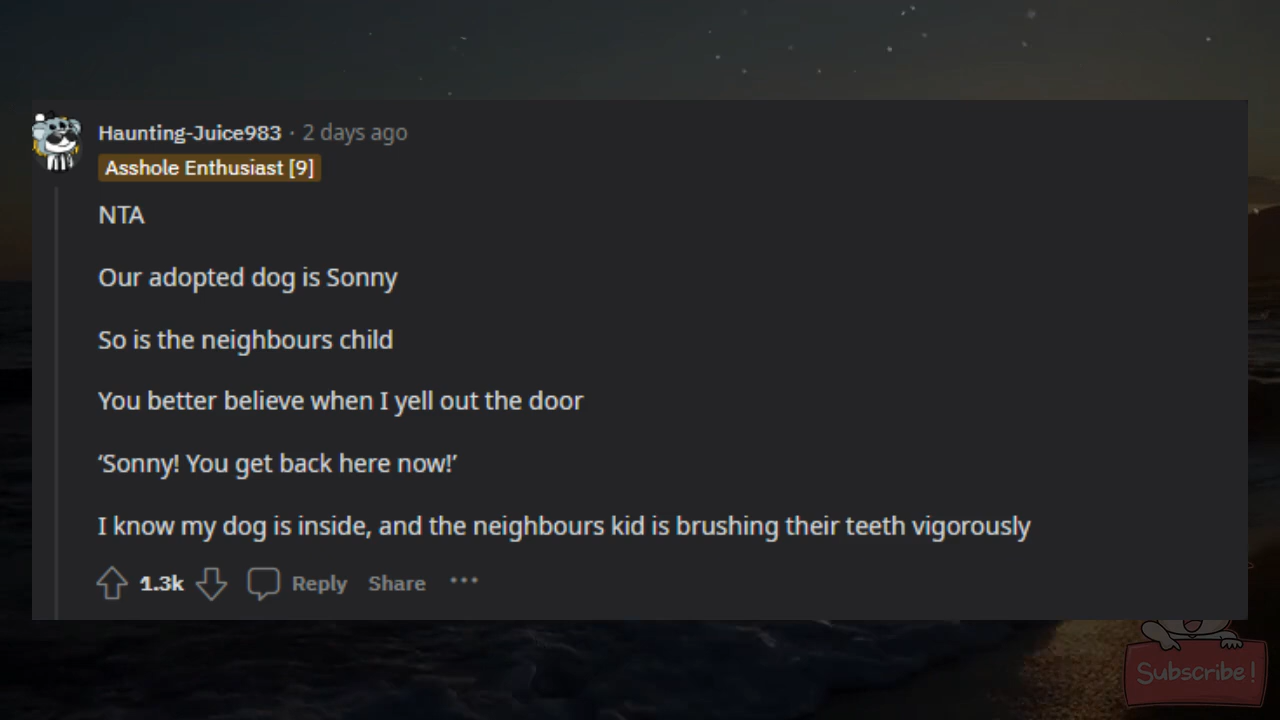 Haunting-Juice983 · 2 days ago
Asshole Enthusiast [9]
NTA
Our adopted dog is Sonny
So is the neighbours child
You better believe when I yell out the door
‘Sonny! You get back here now!’
I know my dog is inside, and the neighbours kid is brushing their teeth vigorously
1.3k Reply Share ···
Subscribe!